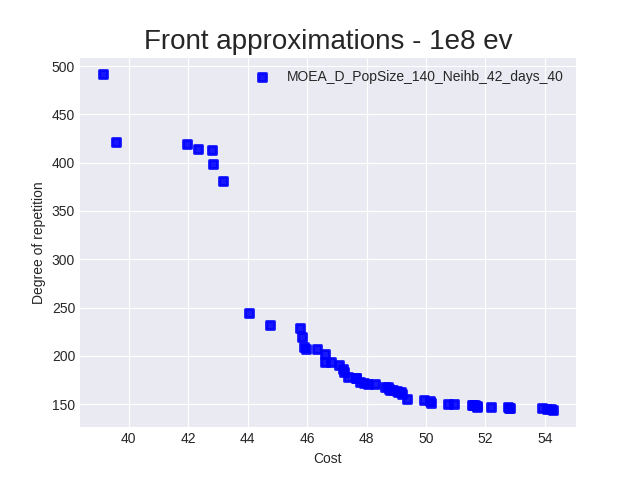 Front approximations - 1e8 ev
MOEA_D_PopSize_140_Neihb_42_days_40
500
450
400
350
300
250
200
150
Degree of repetition
40 42 44 46 48 50 52 54
Cost